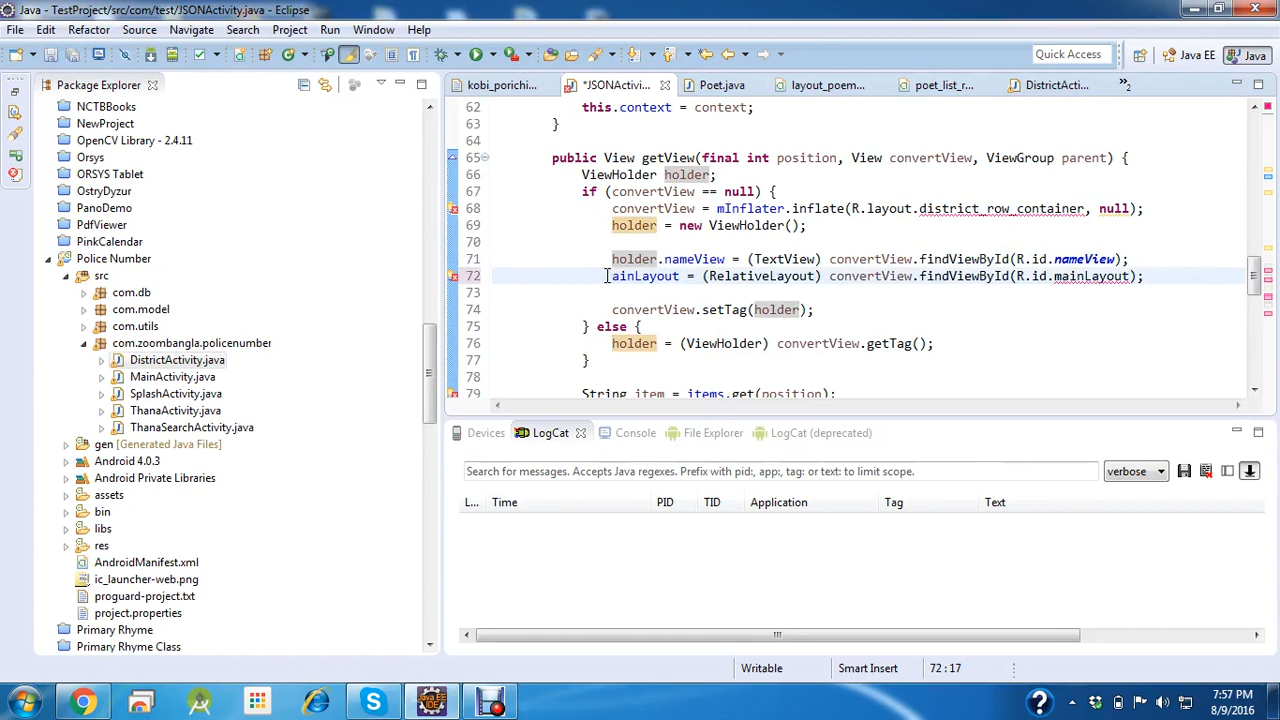 Java - TestProject/src/com/test/JSONActivity.java - Eclipse
File Edit Refactor Source Navigate Search Project Run Window Help
Quick Access
Java EE
Java
Package Explorer
NCTBBooks
NewProject
OpenCV Library - 2.4.11
Orsys
ORSYS Tablet
OstryDyzur
PanoDemo
PdfViewer
PinkCalendar
Police Number
src
com.db
com.model
com.utils
com.zoombangla.policenumber
DistrictActivity.java
MainActivity.java
SplashActivity.java
ThanaActivity.java
ThanaSearchActivity.java
gen [Generated Java Files]
Android 4.0.3
Android Private Libraries
assets
bin
libs
res
AndroidManifest.xml
ic_launcher-web.png
proguard-project.txt
project.properties
Primary Rhyme
Primary Rhyme Class
kobi_porichi... *JSONActivi... Poet.java layout_poem... poet_list_r... DistrictActi... »2
62 this.context = context;
63 }
64
65 public View getView(final int position, View convertView, ViewGroup parent) {
66 ViewHolder holder;
67 if (convertView == null) {
68 convertView = mInflater.inflate(R.layout.district_row_container, null);
69 holder = new ViewHolder();
70
71 holder.nameView = (TextView) convertView.findViewById(R.id.nameView);
72 ainLayout = (RelativeLayout) convertView.findViewById(R.id.mainLayout);
73
74 convertView.setTag(holder);
75 } else {
76 holder = (ViewHolder) convertView.getTag();
77 }
78
79 String item = items.get(position);
Devices LogCat Console File Explorer LogCat (deprecated)
Search for messages. Accepts Java regexes. Prefix with pid:, app:, tag: or text: to limit scope.
verbose
L... Time PID TID Application Tag Text
Writable Smart Insert 72:17
7:57 PM
8/9/2016